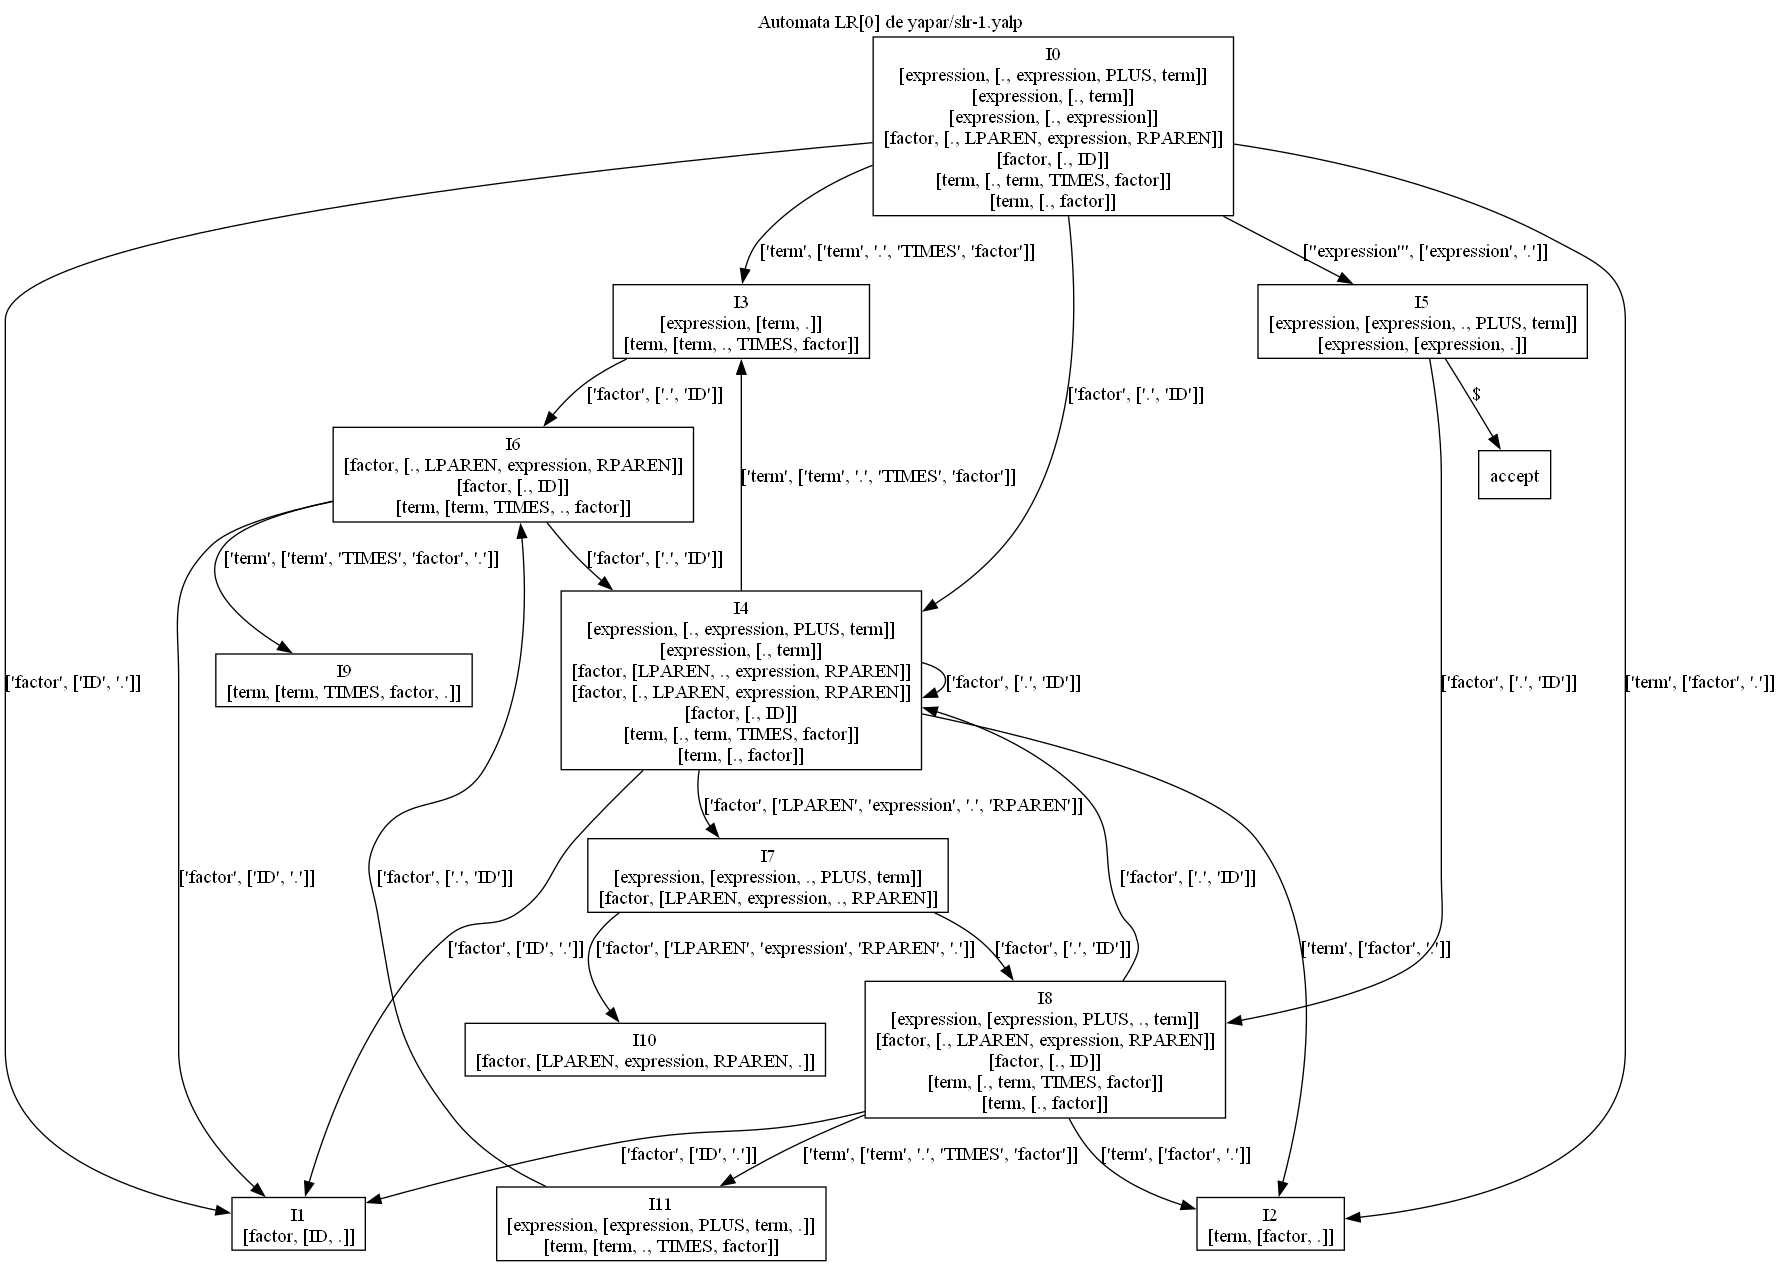 Automata LR[0] de yapar/slr-1.yalp
I0
[expression, [., expression, PLUS, term]]
[expression, [., term]]
[expression, [., expression]]
[factor, [., LPAREN, expression, RPAREN]]
[factor, [., ID]]
[term, [., term, TIMES, factor]]
[term, [., factor]]
['term', ['term', '.', 'TIMES', 'factor']]
["expression'", ['expression', '.']]
I3
[expression, [term, .]]
[term, [term, ., TIMES, factor]]
I5
[expression, [expression, ., PLUS, term]]
[expression, [expression, .]]
['factor', ['.', 'ID']]
['factor', ['.', 'ID']]
$
I6
[factor, [., LPAREN, expression, RPAREN]]
[factor, [., ID]]
[term, [term, TIMES, ., factor]]
['term', ['term', '.', 'TIMES', 'factor']]
accept
['term', ['term', 'TIMES', 'factor', '.']]
['factor', ['.', 'ID']]
I4
[expression, [., expression, PLUS, term]]
[expression, [., term]]
[factor, [LPAREN, ., expression, RPAREN]]
[factor, [., LPAREN, expression, RPAREN]]
[factor, [., ID]]
[term, [., term, TIMES, factor]]
[term, [., factor]]
I9
[term, [term, TIMES, factor, .]]
['factor', ['ID', '.']]
['factor', ['.', 'ID']]
['factor', ['.', 'ID']]
['term', ['factor', '.']]
['factor', ['LPAREN', 'expression', '.', 'RPAREN']]
I7
[expression, [expression, ., PLUS, term]]
[factor, [LPAREN, expression, ., RPAREN]]
['factor', ['ID', '.']]
['factor', ['.', 'ID']]
['factor', ['.', 'ID']]
['factor', ['ID', '.']]
['factor', ['LPAREN', 'expression', 'RPAREN', '.']]
['factor', ['.', 'ID']]
['term', ['factor', '.']]
I10
[factor, [LPAREN, expression, RPAREN, .]]
I8
[expression, [expression, PLUS, ., term]]
[factor, [., LPAREN, expression, RPAREN]]
[factor, [., ID]]
[term, [., term, TIMES, factor]]
[term, [., factor]]
['factor', ['ID', '.']]
['term', ['term', '.', 'TIMES', 'factor']]
['term', ['factor', '.']]
I1
[factor, [ID, .]]
I11
[expression, [expression, PLUS, term, .]]
[term, [term, ., TIMES, factor]]
I2
[term, [factor, .]]